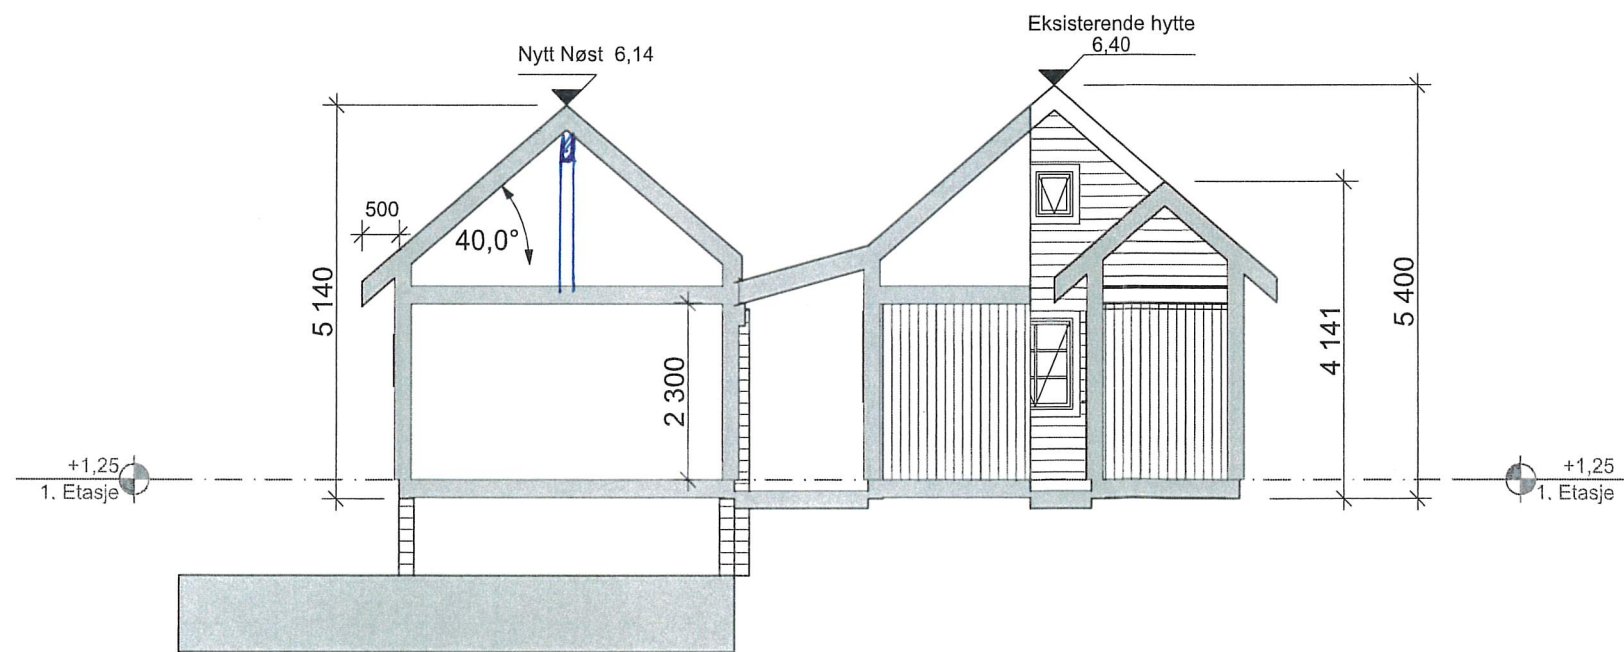 Eksisterende hytte
6,40
Nytt Nøst 6,14
500
40,0°
5 140
2 300
4 141
5 400
+1,25
1. Etasje
+1,25
1. Etasje